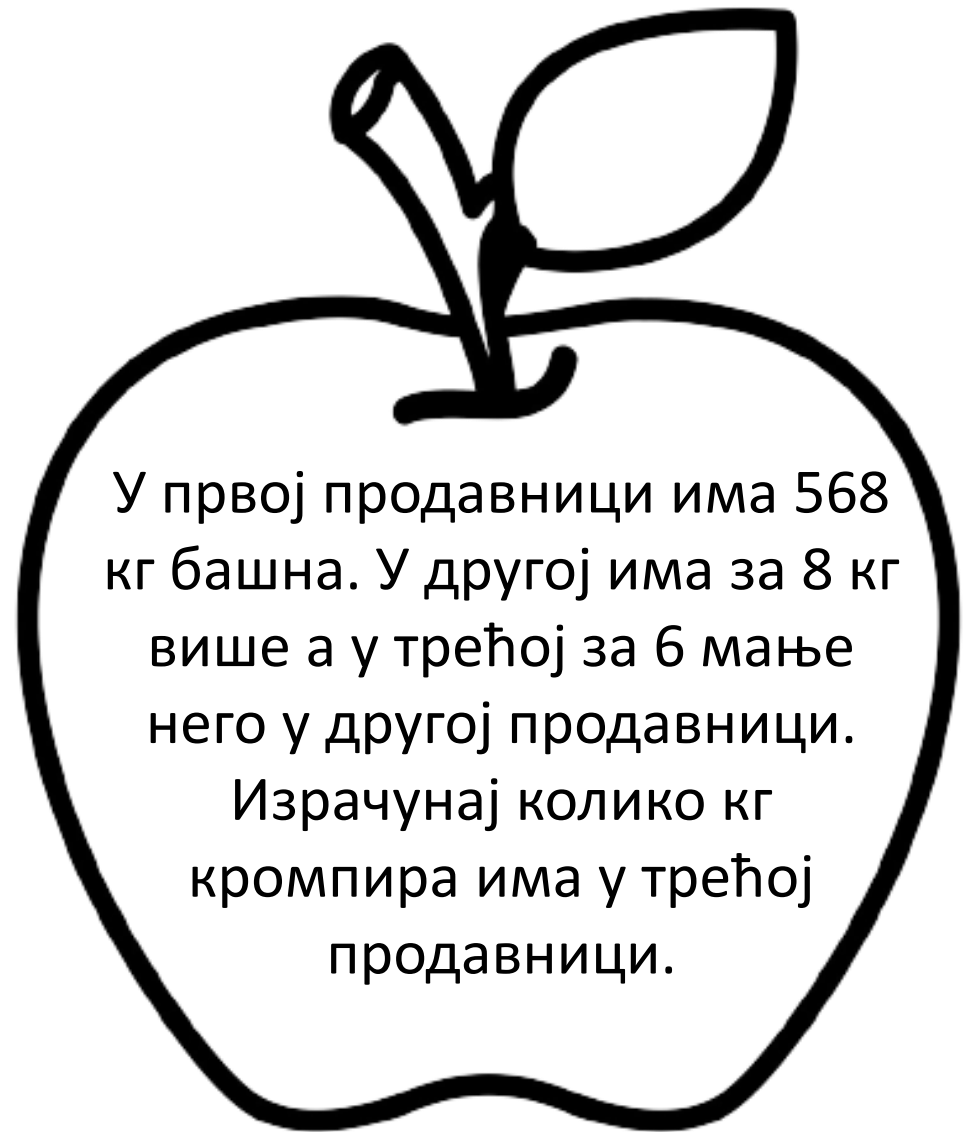 У првој продавници има 568
кг башна. У другој има за 8 кг
више а у трећој за 6 мање
него у другој продавници.
Израчунај колико кг
кромпира има у трећој
продавници.